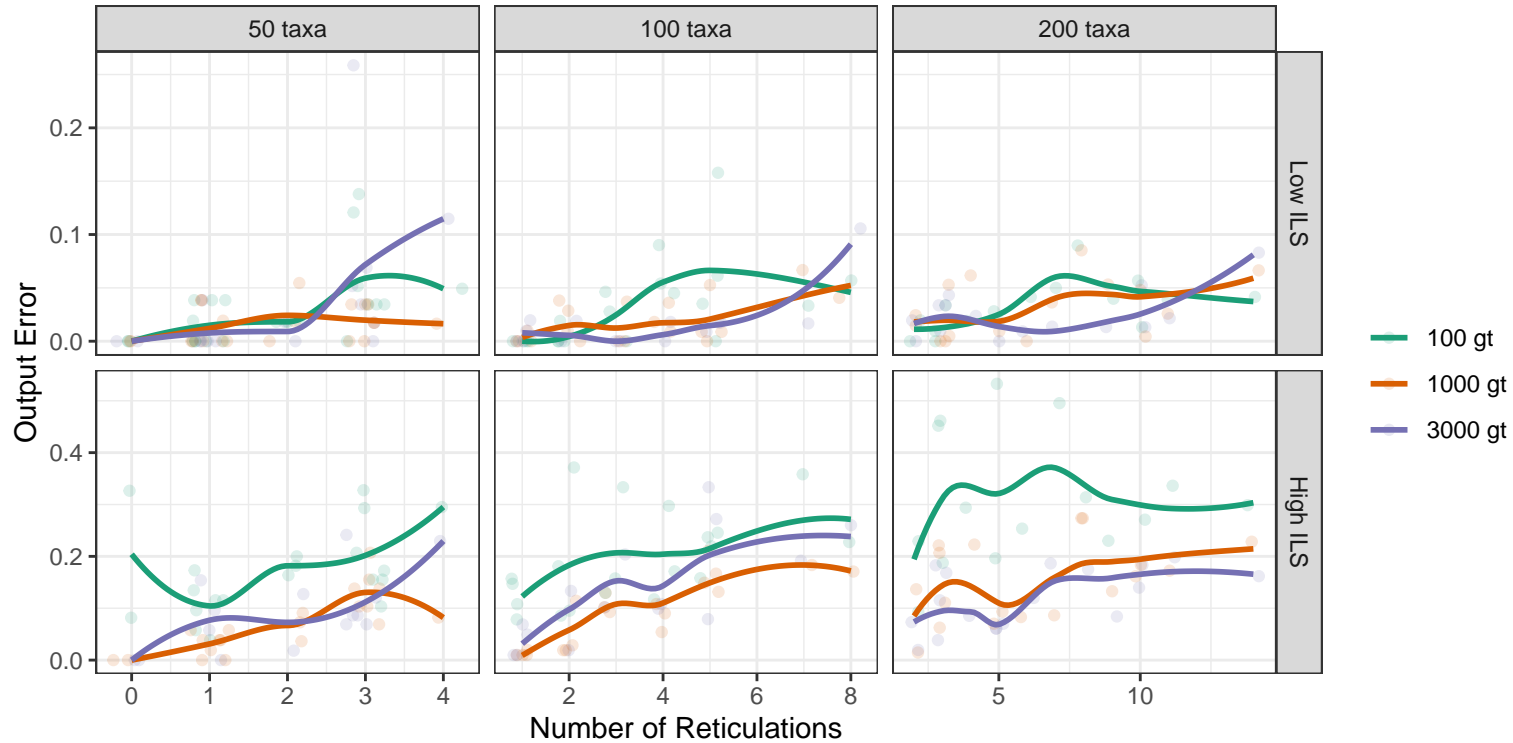 50 taxa
100 taxa
200 taxa
0.2
0.1
0.0
Low ILS
0.4
0.2
0.0
High ILS
Output Error
0 1 2 3 4
2 4 6 8
5 10
Number of Reticulations
100 gt
1000 gt
3000 gt